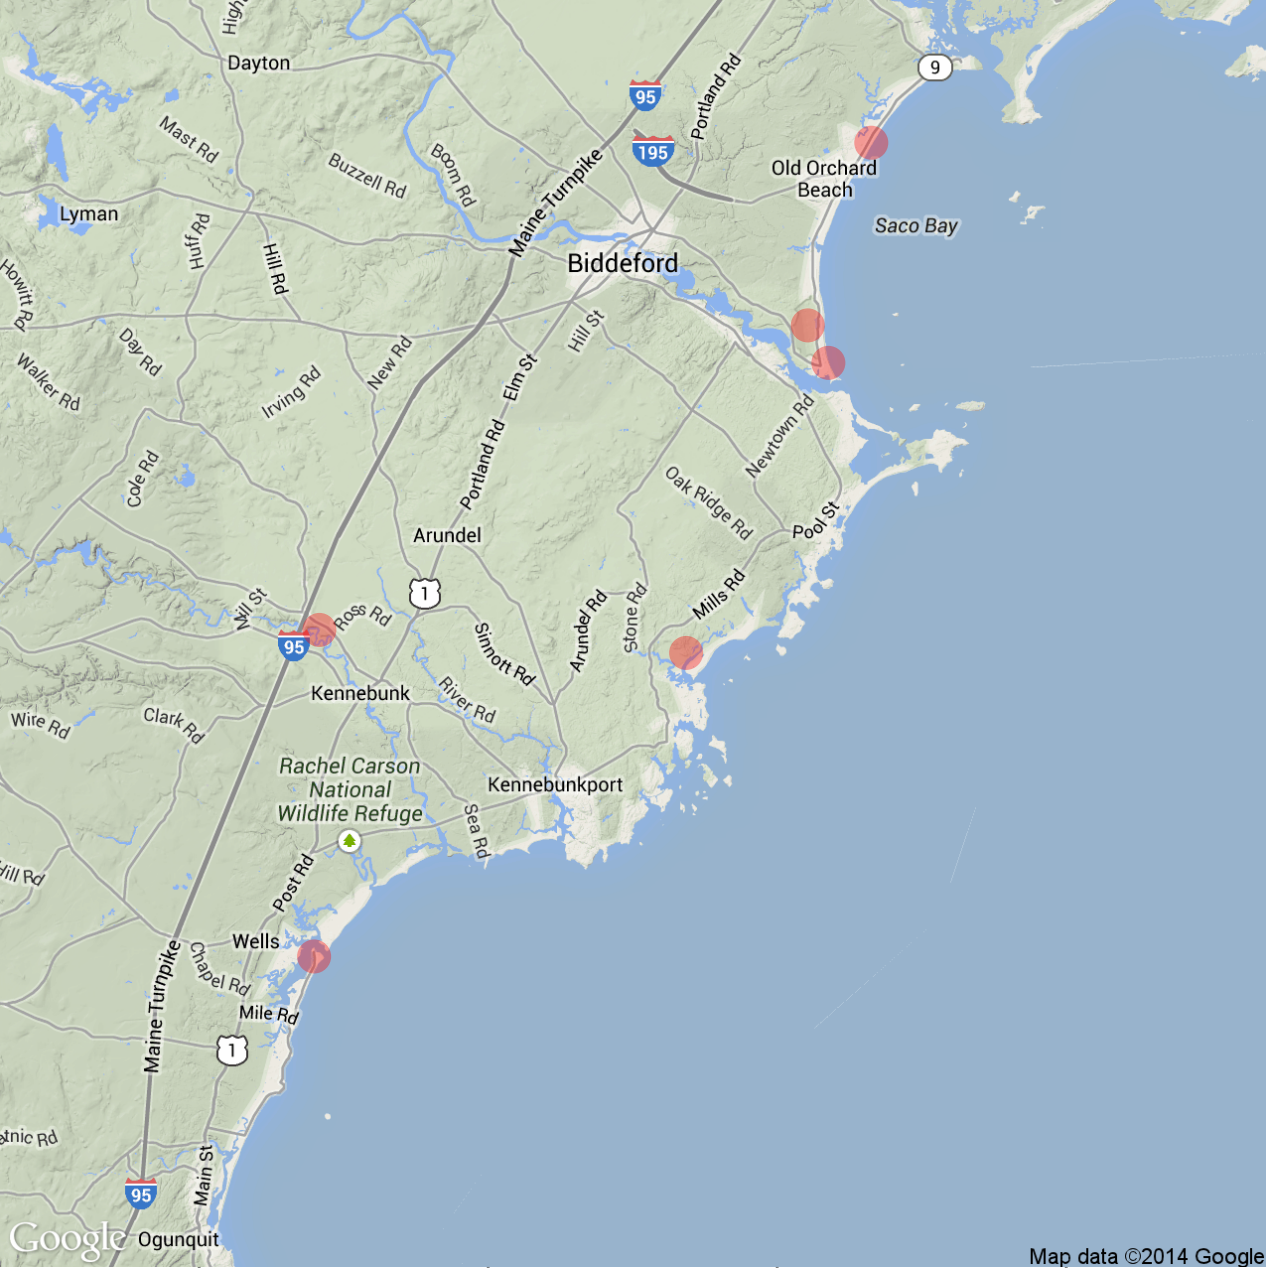 Dayton
95
9
Portland Rd
Mast Rd
195
Buzzell Rd
Boom Rd
Maine Turnpike
Old Orchard
Beach
Lyman
Huff Rd
Saco Bay
Hill Rd
Biddeford
Howitt Rd
Day Rd
New Rd
Hill St
Walker Rd
Irving Rd
Elm St
Newtown Rd
Cole Rd
Portland Rd
Oak Ridge Rd
Pool St
Arundel
1
Mill St
Ross Rd
Arundel Rd
Stone Rd
Mills Rd
95
Sinnott Rd
Kennebunk
River Rd
Wire Rd
Clark Rd
Rachel Carson
National
Wildlife Refuge
Kennebunkport
Sea Rd
Hill Rd
Post Rd
Wells
Chapel Rd
Maine Turnpike
Mile Rd
1
Main St
95
Ogunquit
Google
Map data ©2014 Google